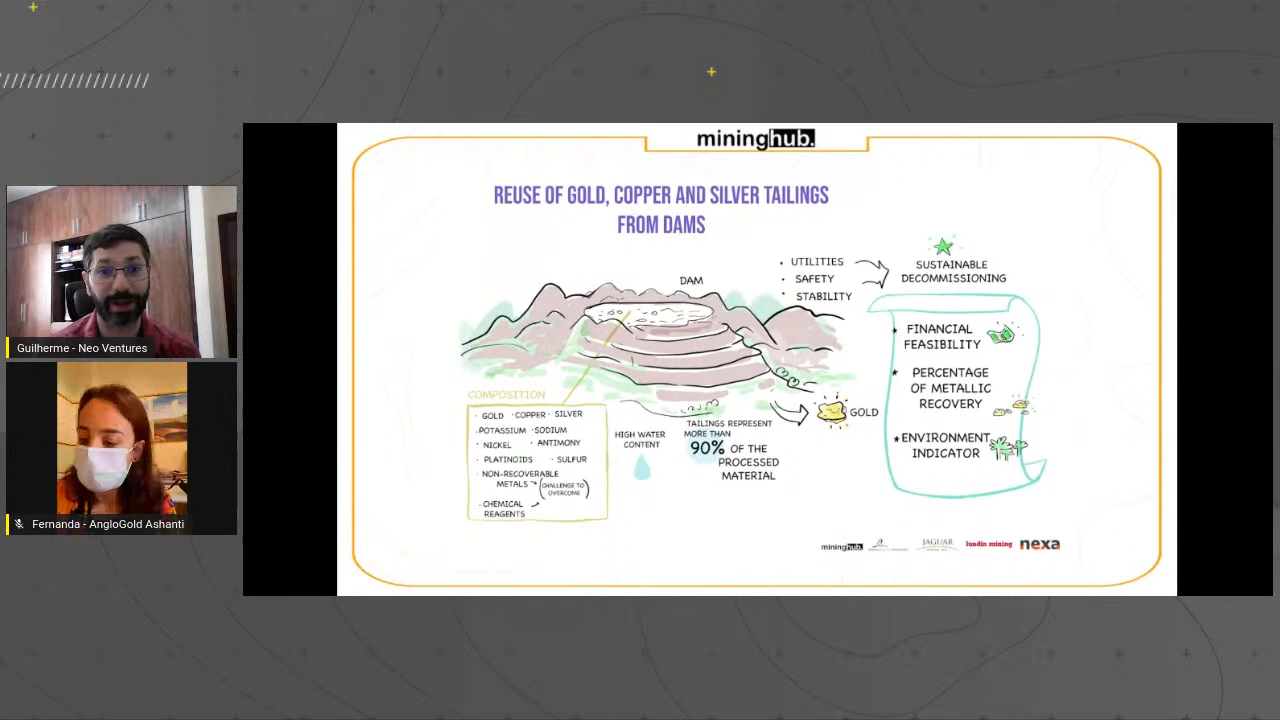 mininghub.
REUSE OF GOLD, COPPER AND SILVER TAILINGS
FROM DAMS
DAM
· UTILITIES
· SAFETY
· STABILITY
SUSTAINABLE
DECOMMISSIONING
* FINANCIAL
FEASIBILITY
* PERCENTAGE
OF METALLIC
RECOVERY
* ENVIRONMENT
INDICATOR
COMPOSITION
· GOLD · COPPER · SILVER
· POTASSIUM · SODIUM
· NICKEL · ANTIMONY
· PLATINOIDS · SULFUR
· NON-RECOVERABLE
METALS
(CHALLENGE TO
OVERCOME)
· CHEMICAL
REAGENTS
HIGH WATER
CONTENT
TAILINGS REPRESENT
MORE THAN
90% OF THE
PROCESSED
MATERIAL
GOLD
mininghub.
JAGUAR
lundin mining
nexa
Guilherme - Neo Ventures
Fernanda - AngloGold Ashanti